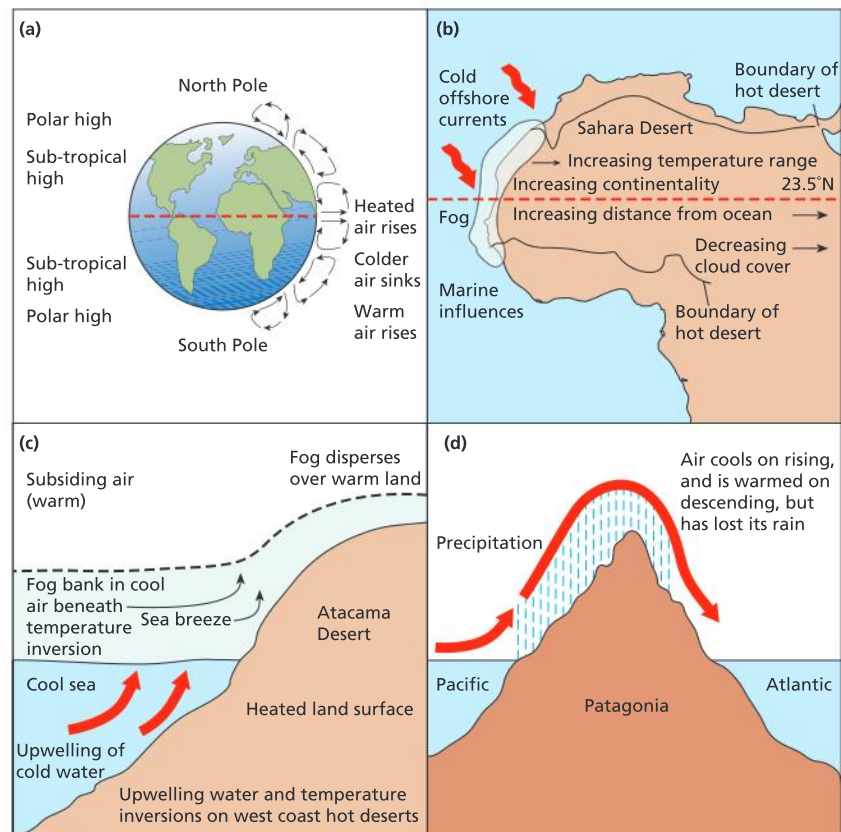 (a)
North Pole
Polar high
Sub-tropical
high
Heated
air rises
Sub-tropical
high
Colder
air sinks
Polar high
Warm
air rises
South Pole
(b)
Cold
offshore
currents
Boundary of
hot desert
Sahara Desert
Increasing temperature range
Increasing continentality
23.5°N
Fog
Increasing distance from ocean
Decreasing
cloud cover
Marine
influences
Boundary of
hot desert
(c)
Subsiding air
(warm)
Fog disperses
over warm land
Fog bank in cool
air beneath
temperature
inversion
Sea breeze
Atacama
Desert
Cool sea
Heated land surface
Upwelling of
cold water
Upwelling water and temperature
inversions on west coast hot deserts
(d)
Air cools on rising,
and is warmed on
descending, but
has lost its rain
Precipitation
Pacific
Atlantic
Patagonia